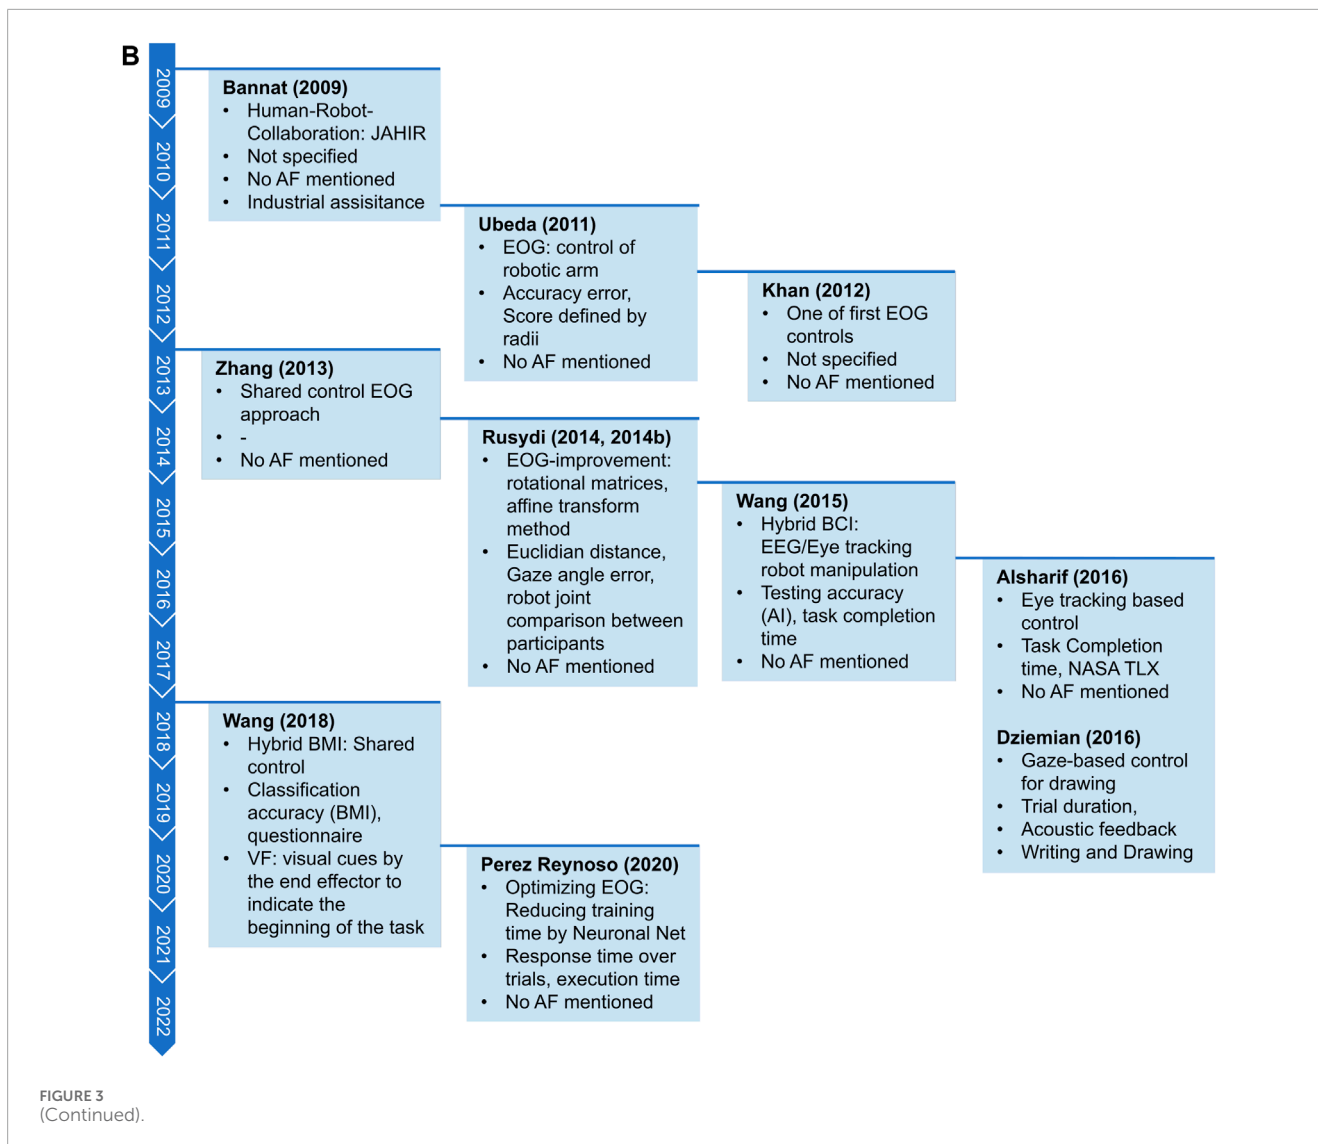 B
2009
2010
2011
2012
2013
2014
2015
2016
2017
2018
2019
2020
2021
2022
Bannat (2009)
• Human-Robot-
Collaboration: JAHIR
• Not specified
• No AF mentioned
• Industrial assisitance
Ubeda (2011)
• EOG: control of
robotic arm
• Accuracy error,
Score defined by
radii
• No AF mentioned
Khan (2012)
• One of first EOG
controls
• Not specified
• No AF mentioned
Zhang (2013)
• Shared control EOG
approach
• -
• No AF mentioned
Rusydi (2014, 2014b)
• EOG-improvement:
rotational matrices,
affine transform
method
• Euclidian distance,
Gaze angle error,
robot joint
comparison between
participants
• No AF mentioned
Wang (2015)
• Hybrid BCI:
EEG/Eye tracking
robot manipulation
• Testing accuracy
(AI), task completion
time
• No AF mentioned
Alsharif (2016)
• Eye tracking based
control
• Task Completion
time, NASA TLX
• No AF mentioned
Dziemian (2016)
• Gaze-based control
for drawing
• Trial duration,
• Acoustic feedback
• Writing and Drawing
Wang (2018)
• Hybrid BMI: Shared
control
• Classification
accuracy (BMI),
questionnaire
• VF: visual cues by
the end effector to
indicate the
beginning of the task
Perez Reynoso (2020)
• Optimizing EOG:
Reducing training
time by Neuronal Net
• Response time over
trials, execution time
• No AF mentioned
FIGURE 3
(Continued).